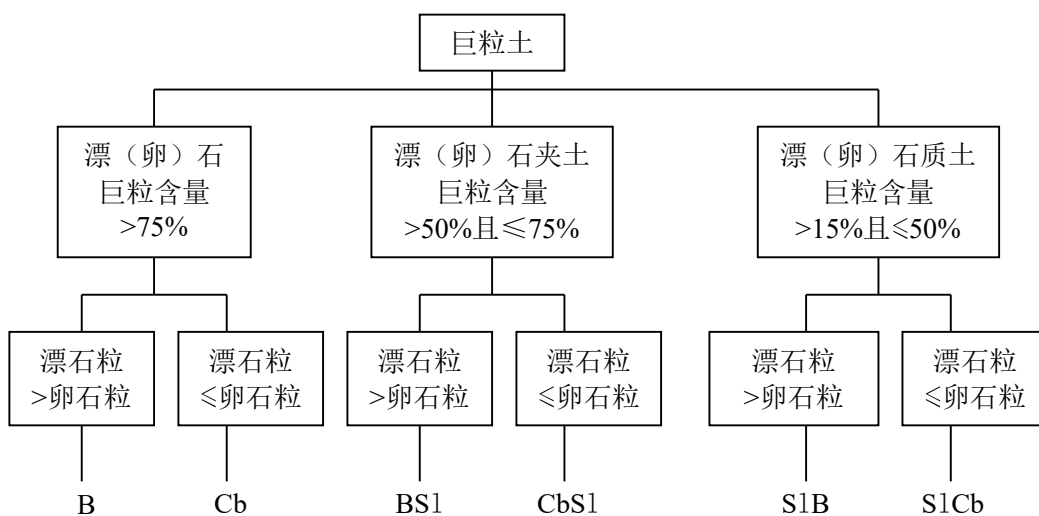 巨粒土
漂（卵）石
巨粒含量
>75%
漂（卵）石夹土
巨粒含量
>50%且≤75%
漂（卵）石质土
巨粒含量
>15%且≤50%
漂石粒
>卵石粒
漂石粒
≤卵石粒
漂石粒
>卵石粒
漂石粒
≤卵石粒
漂石粒
>卵石粒
漂石粒
≤卵石粒
B
Cb
BSl
CbSl
SlB
SlCb